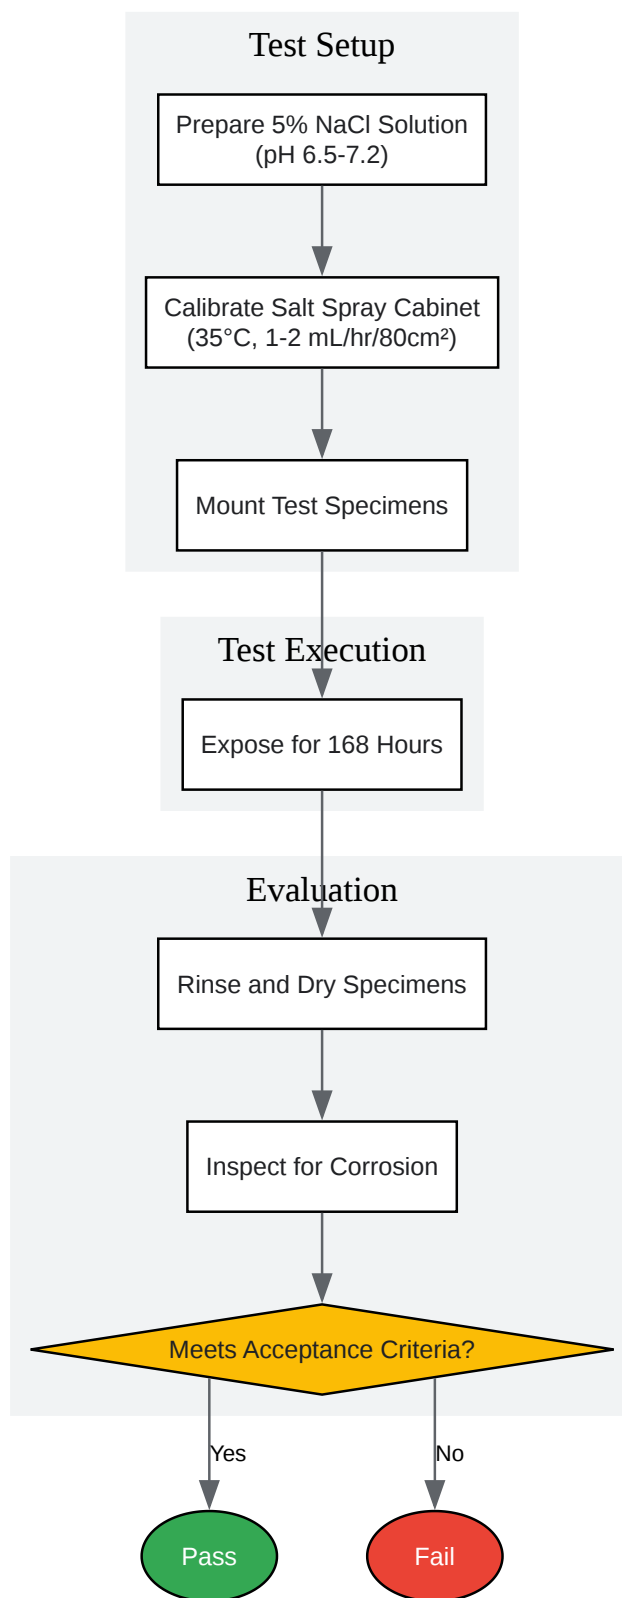 Test Setup
Prepare 5% NaCl Solution
(pH 6.5-7.2)
Calibrate Salt Spray Cabinet
(35°C, 1-2 mL/hr/80cm²)
Mount Test Specimens
Test Execution
Expose for 168 Hours
Evaluation
Rinse and Dry Specimens
Inspect for Corrosion
Meets Acceptance Criteria?
Yes
No
Pass
Fail